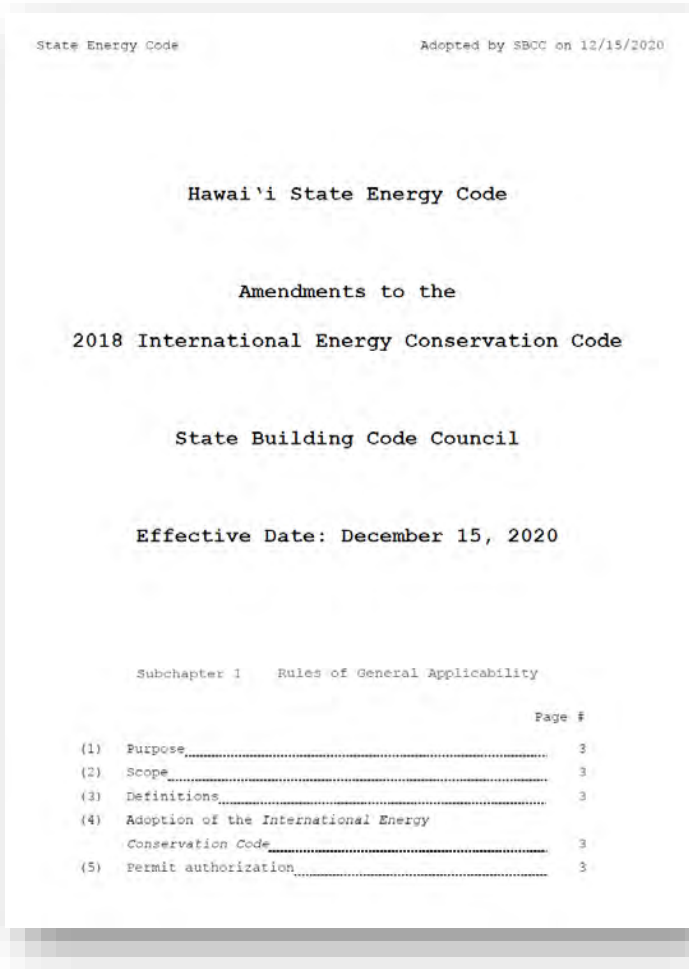 State Energy Code Adopted by SBCC on 12/15/2020
Hawai‘i State Energy Code
Amendments to the
2018 International Energy Conservation Code
State Building Code Council
Effective Date: December 15, 2020
Subchapter 1 Rules of General Applicability
Page #
(1) Purpose 3
(2) Scope 3
(3) Definitions 3
(4) Adoption of the International Energy
Conservation Code 3
(5) Permit authorization 3